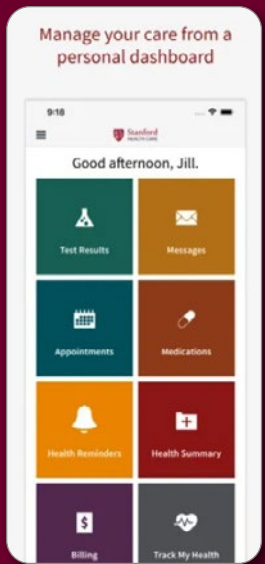 Manage your care from a
personal dashboard
9:18
Stanford
HEALTH CARE
Good afternoon, Jill.
Test Results
Messages
Appointments
Medications
Health Reminders
Health Summary
$
Billing
Track My Health